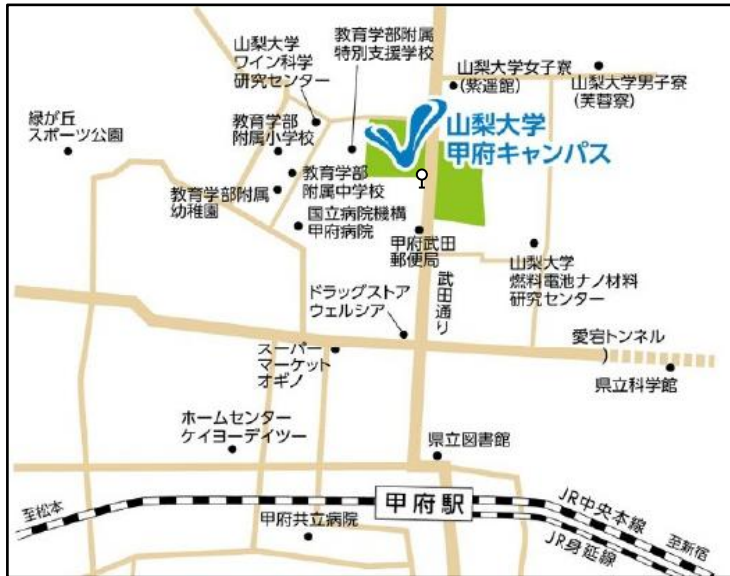 山梨大学
ワイン科学
研究センター
教育学部附属
特別支援学校
山梨大学女子寮
(紫遥館)
山梨大学男子寮
(芙蓉寮)
緑が丘
スポーツ公園
教育学部
附属小学校
山梨大学
甲府キャンパス
教育学部
附属中学校
教育学部附属
幼稚園
国立病院機構
甲府病院
甲府武田
郵便局
山梨大学
燃料電池ナノ材料
研究センター
武田通り
ドラッグストア
ウェルシア
愛宕トンネル
スーパー
マーケット
オギノ
県立科学館
ホームセンター
ケイヨーデイツー
県立図書館
甲府駅
JR中央本線
至松本
甲府共立病院
至新宿
JR身延線